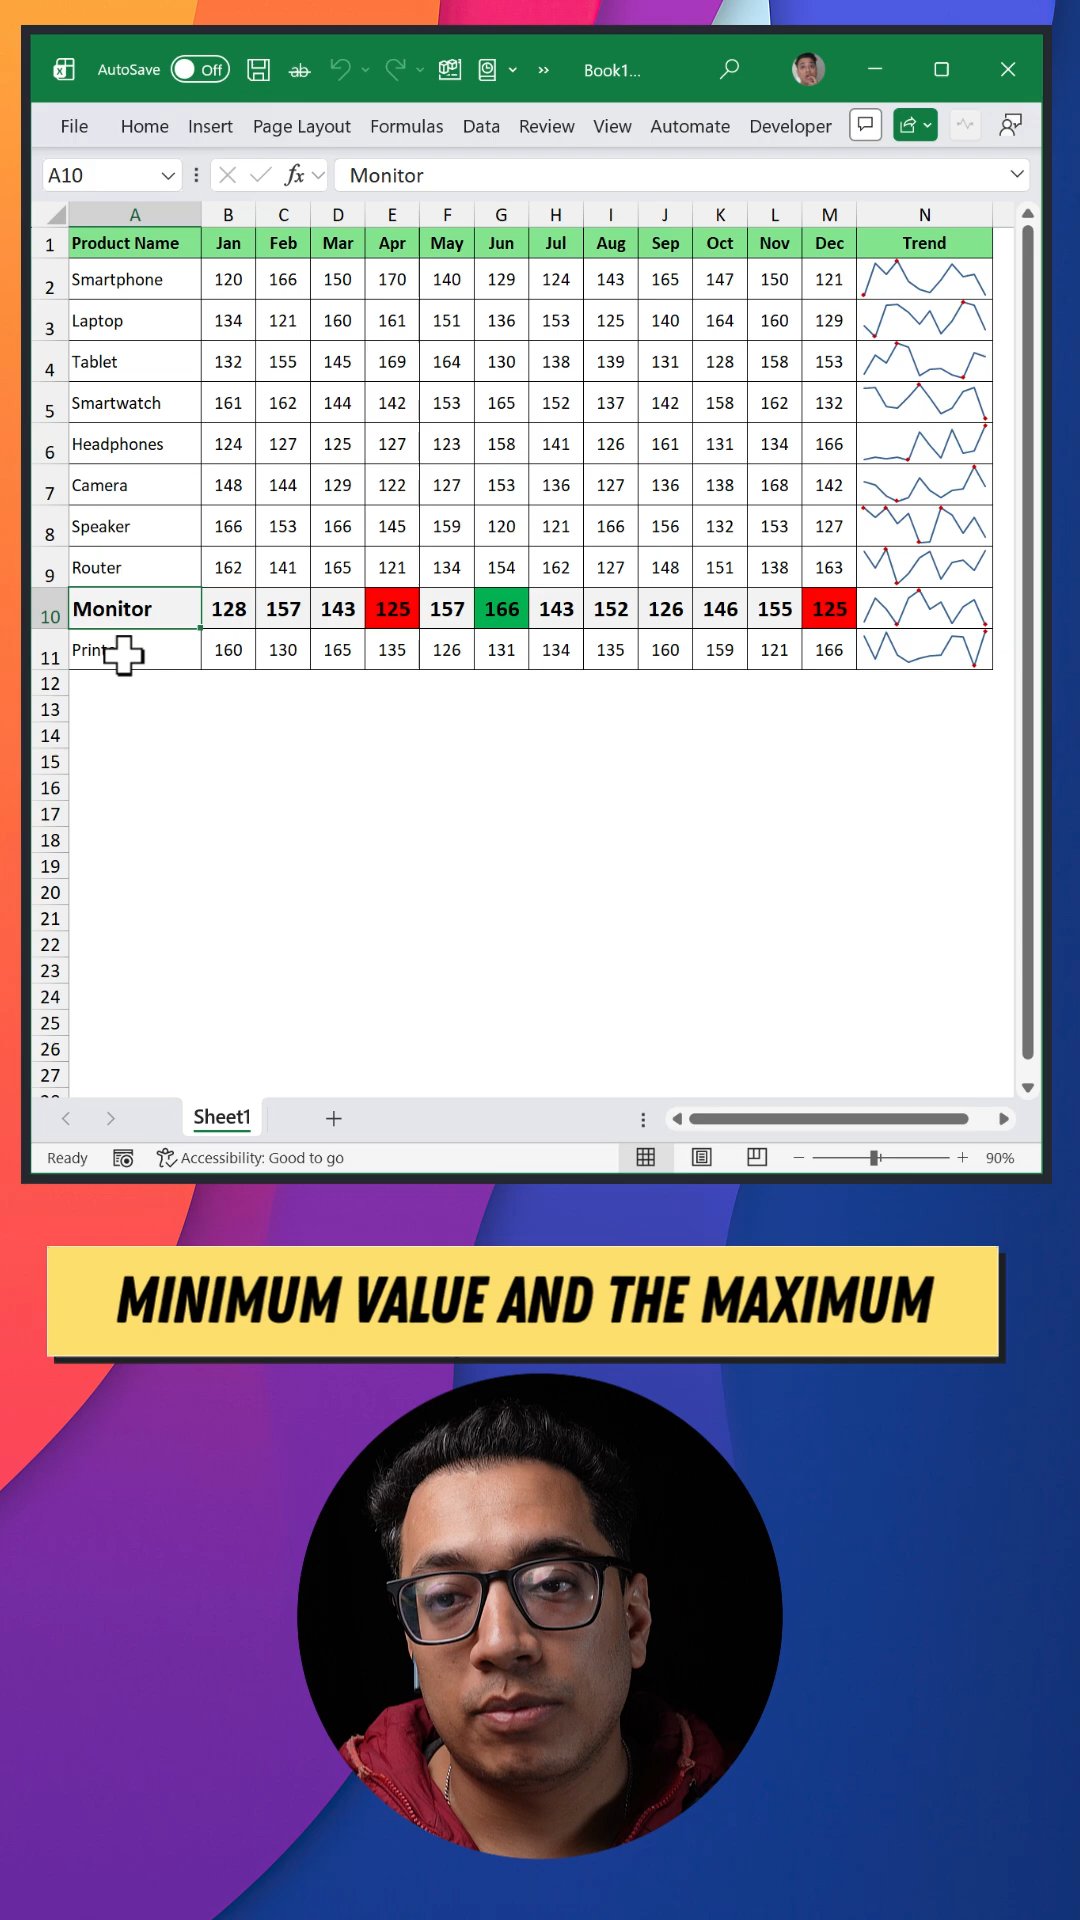 AutoSave Off Book1...
File Home Insert Page Layout Formulas Data Review View Automate Developer
A10 fx Monitor
A B C D E F G H I J K L M N
1 Product Name Jan Feb Mar Apr May Jun Jul Aug Sep Oct Nov Dec Trend
2 Smartphone 120 166 150 170 140 129 124 143 165 147 150 121
3 Laptop 134 121 160 161 151 136 153 125 140 164 160 129
4 Tablet 132 155 145 169 164 130 138 139 131 128 158 153
5 Smartwatch 161 162 144 142 153 165 152 137 142 158 162 132
6 Headphones 124 127 125 127 123 158 141 126 161 131 134 166
7 Camera 148 144 129 122 127 153 136 127 136 138 168 142
8 Speaker 166 153 166 145 159 120 121 166 156 132 153 127
9 Router 162 141 165 121 134 154 162 127 148 151 138 163
10 Monitor 128 157 143 125 157 166 143 152 126 146 155 125
11 Print 160 130 165 135 126 131 134 135 160 159 121 166
12
13
14
15
16
17
18
19
20
21
22
23
24
25
26
27
Sheet1
Ready Accessibility: Good to go 90%
MINIMUM VALUE AND THE MAXIMUM